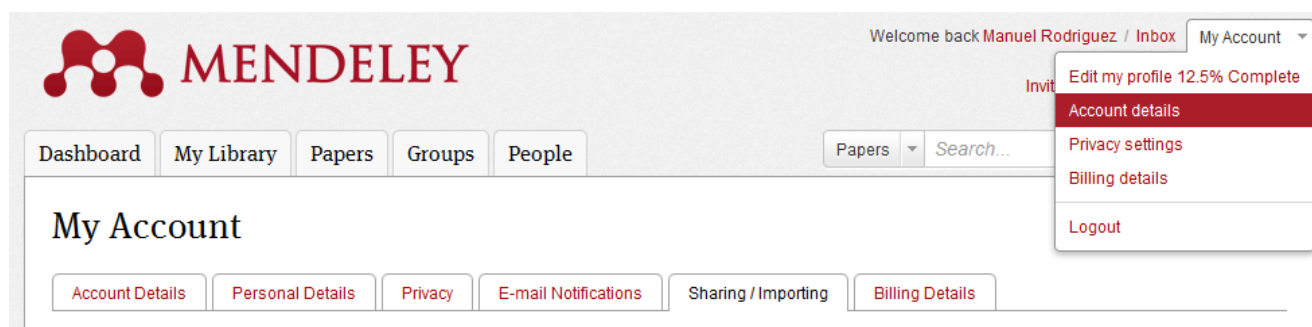 Welcome back Manuel Rodriguez / Inbox My Account
MENDELEY
Invit
Edit my profile 12.5% Complete
Account details
Privacy settings
Billing details
Logout
Dashboard My Library Papers Groups People
Papers Search...
My Account
Account Details Personal Details Privacy E-mail Notifications Sharing / Importing Billing Details